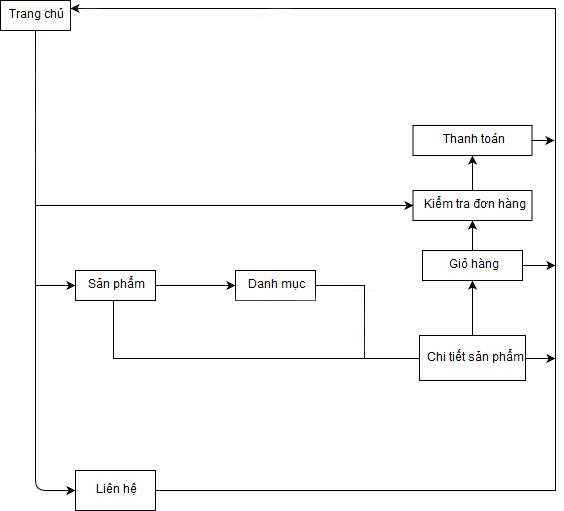 Trang chủ
Thanh toán
Kiểm tra đơn hàng
Giỏ hàng
Sản phẩm
Danh mục
Chi tiết sản phẩm
Liên hệ